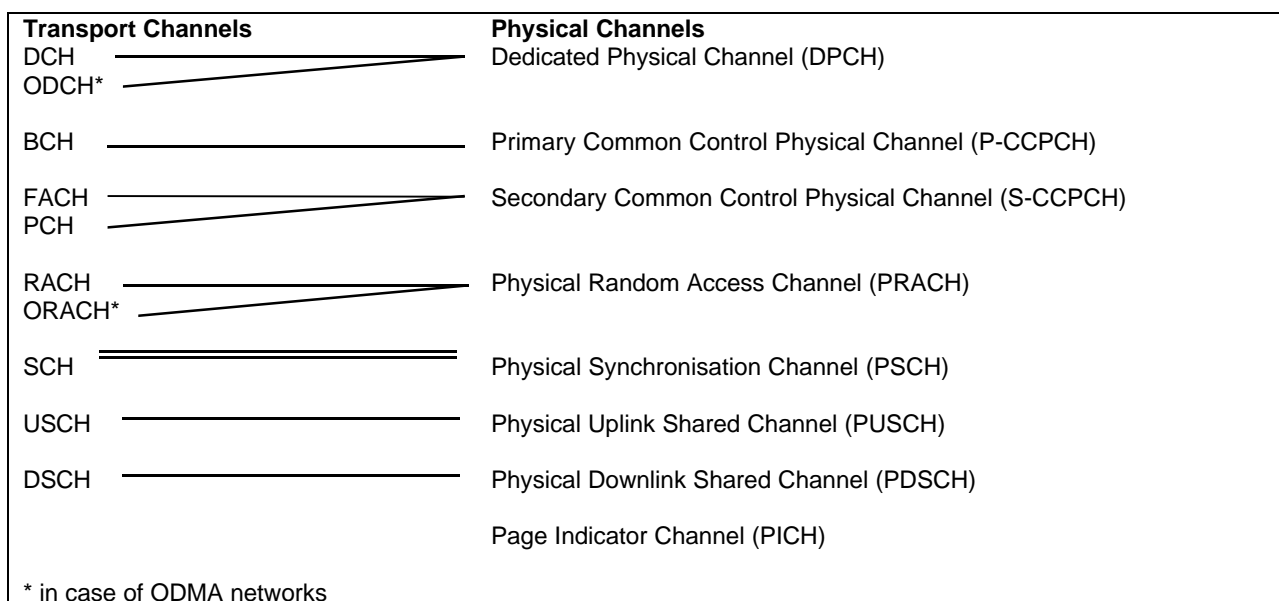 Transport Channels Physical Channels
DCH Dedicated Physical Channel (DPCH)
ODCH*
BCH Primary Common Control Physical Channel (P-CCPCH)
FACH Secondary Common Control Physical Channel (S-CCPCH)
PCH
RACH Physical Random Access Channel (PRACH)
ORACH*
SCH Physical Synchronisation Channel (PSCH)
USCH Physical Uplink Shared Channel (PUSCH)
DSCH Physical Downlink Shared Channel (PDSCH)
Page Indicator Channel (PICH)
* in case of ODMA networks